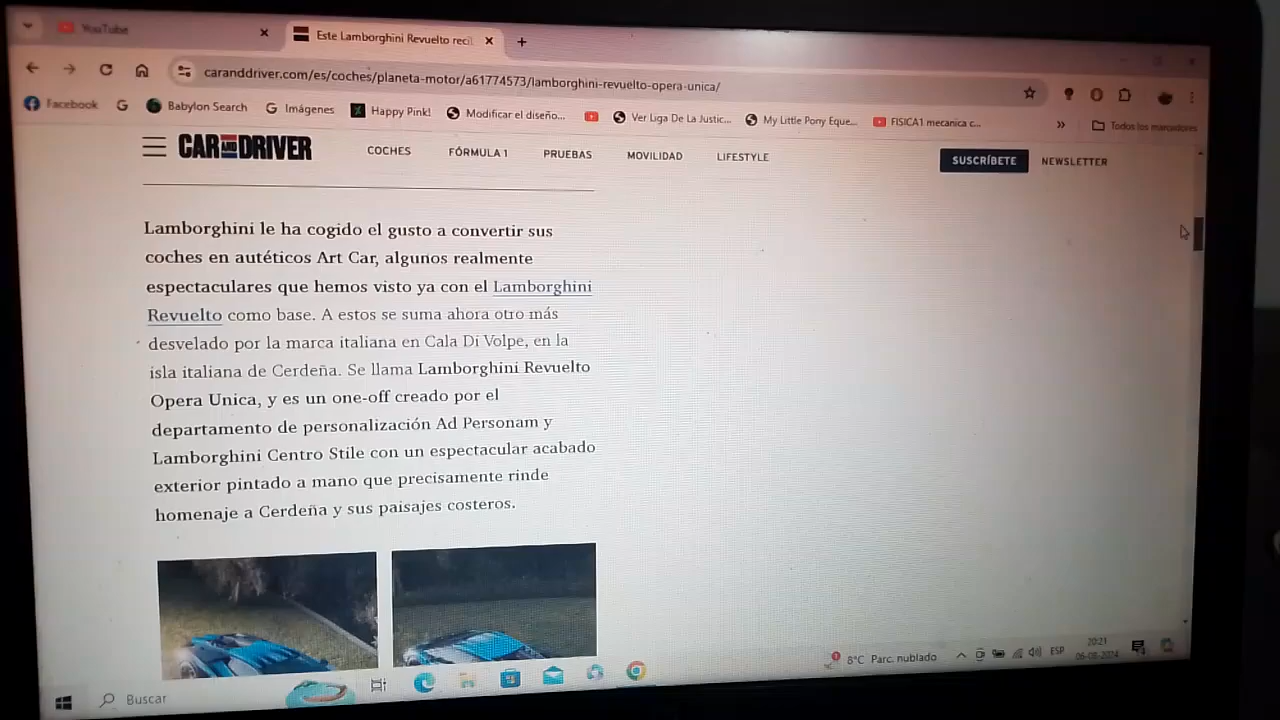 YouTube
Este Lamborghini Revuelto recil
caranddriver.com/es/coches/planeta-motor/a61774573/lamborghini-revuelto-opera-unica/
Facebook
Babylon Search
Imágenes
Happy Pink!
Modificar el diseño...
Ver Liga De La Justic...
My Little Pony Eque...
FISICA1 mecanica c...
»
Todos los marcadores
CAR AND DRIVER
COCHES
FÓRMULA 1
PRUEBAS
MOVILIDAD
LIFESTYLE
SUSCRÍBETE
NEWSLETTER
Lamborghini le ha cogido el gusto a convertir sus
coches en autéticos Art Car, algunos realmente
espectaculares que hemos visto ya con el Lamborghini
Revuelto como base. A estos se suma ahora otro más
desvelado por la marca italiana en Cala Di Volpe, en la
isla italiana de Cerdeña. Se llama Lamborghini Revuelto
Opera Unica, y es un one-off creado por el
departamento de personalización Ad Personam y
Lamborghini Centro Stile con un espectacular acabado
exterior pintado a mano que precisamente rinde
homenaje a Cerdeña y sus paisajes costeros.
Buscar
8°C Parc. nublado
ESP
20:21
06-08-2024